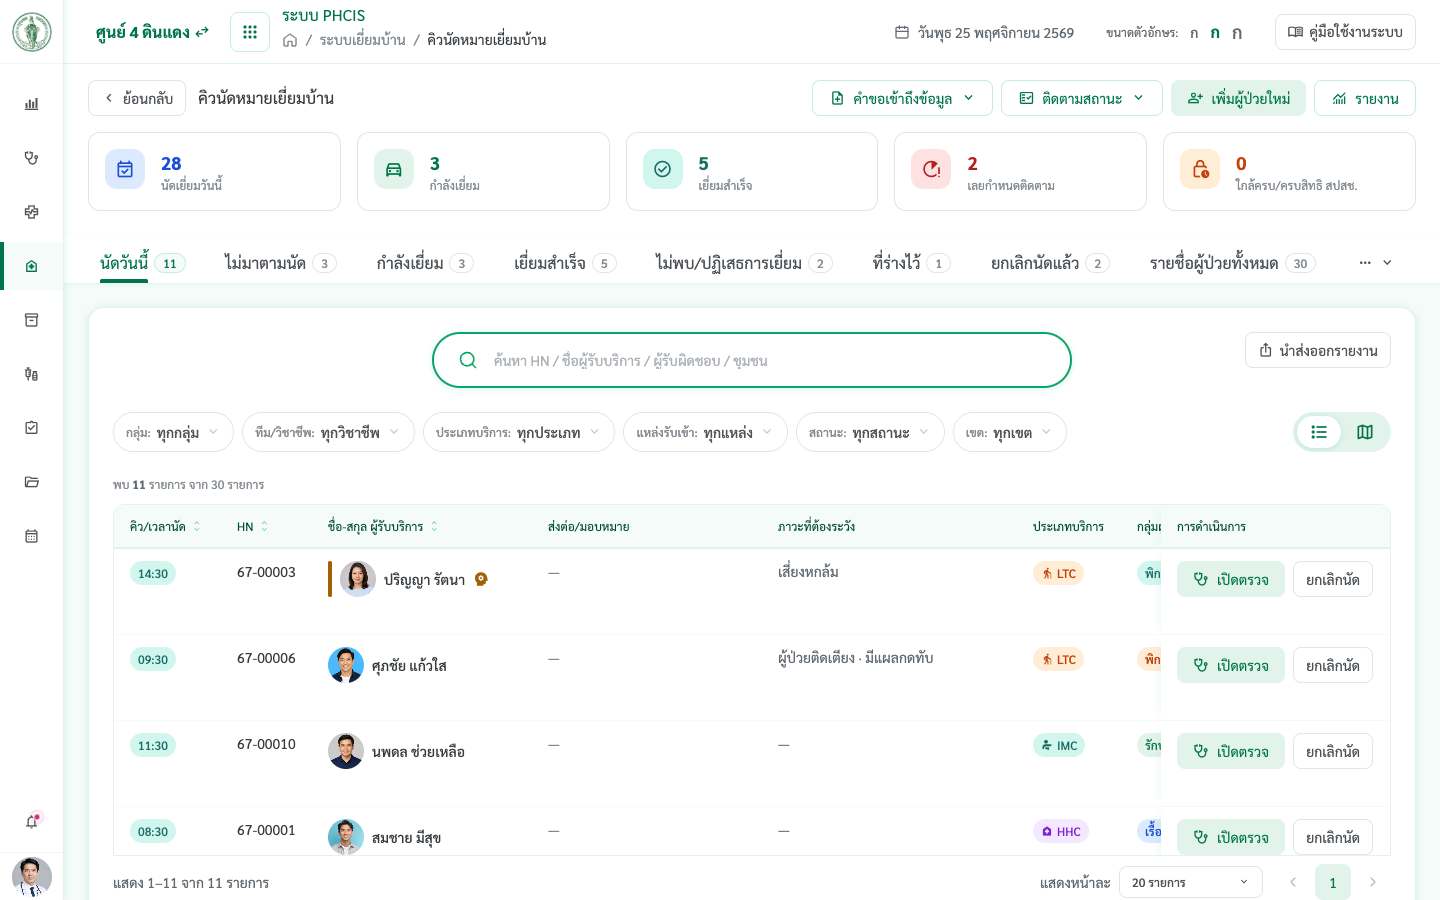 ศูนย์ 4 ดินแดง
ระบบ PHCIS
/ ระบบเยี่ยมบ้าน / คิวนัดหมายเยี่ยมบ้าน
วันพุธ 25 พฤศจิกายน 2569
ขนาดตัวอักษร: ก ก ก
คู่มือใช้งานระบบ
ย้อนกลับ
คิวนัดหมายเยี่ยมบ้าน
คำขอเข้าถึงข้อมูล
ติดตามสถานะ
เพิ่มผู้ป่วยใหม่
รายงาน
28
นัดเยี่ยมวันนี้
3
กำลังเยี่ยม
5
เยี่ยมสำเร็จ
2
เลยกำหนดติดตาม
0
ใกล้ครบ/ครบสิทธิ สปสช.
นัดวันนี้ 11
ไม่มาตามนัด 3
กำลังเยี่ยม 3
เยี่ยมสำเร็จ 5
ไม่พบ/ปฏิเสธการเยี่ยม 2
ที่ร่างไว้ 1
ยกเลิกนัดแล้ว 2
รายชื่อผู้ป่วยทั้งหมด 30
ค้นหา HN / ชื่อผู้รับบริการ / ผู้รับผิดชอบ / ชุมชน
นำส่งออกรายงาน
กลุ่ม: ทุกกลุ่ม
ทีม/วิชาชีพ: ทุกวิชาชีพ
ประเภทบริการ: ทุกประเภท
แหล่งรับเข้า: ทุกแหล่ง
สถานะ: ทุกสถานะ
เขต: ทุกเขต
พบ 11 รายการ จาก 30 รายการ
คิว/เวลานัด HN ชื่อ-สกุล ผู้รับบริการ ส่งต่อ/มอบหมาย ภาวะที่ต้องระวัง ประเภทบริการ การดำเนินการ
14:30 67-00003 ปริญญา รัตนา — เสี่ยงหกล้ม LTC พิก เปิดตรวจ ยกเลิกนัด
09:30 67-00006 ศุภชัย แก้วใส — ผู้ป่วยติดเตียง · มีแผลกดทับ LTC พิก เปิดตรวจ ยกเลิกนัด
11:30 67-00010 นพดล ช่วยเหลือ — — IMC รัก เปิดตรวจ ยกเลิกนัด
08:30 67-00001 สมชาย มีสุข — — HHC เรื้อ เปิดตรวจ ยกเลิกนัด
แสดง 1–11 จาก 11 รายการ
แสดงหน้าละ 20 รายการ 1